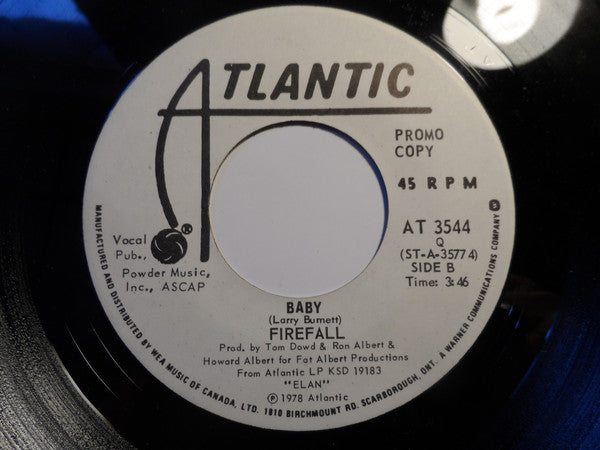 ATLANTIC
®
PROMO
COPY
45 RPM
AT 3544
Q
(ST-A-35774)
SIDE B
Time: 3:46
Vocal
Pub.,
Powder Music,
Inc., ASCAP
BABY
(Larry Burnett)
FIREFALL
Prod. by Tom Dowd & Ron Albert &
Howard Albert for Fat Albert Productions
From Atlantic LP KSD 19183
"ELAN"
℗ 1978 Atlantic
MANUFACTURED AND DISTRIBUTED BY WEA MUSIC OF CANADA, LTD. 1810 BIRCHMOUNT RD. SCARBOROUGH, ONT. A WARNER COMMUNICATIONS COMPANY